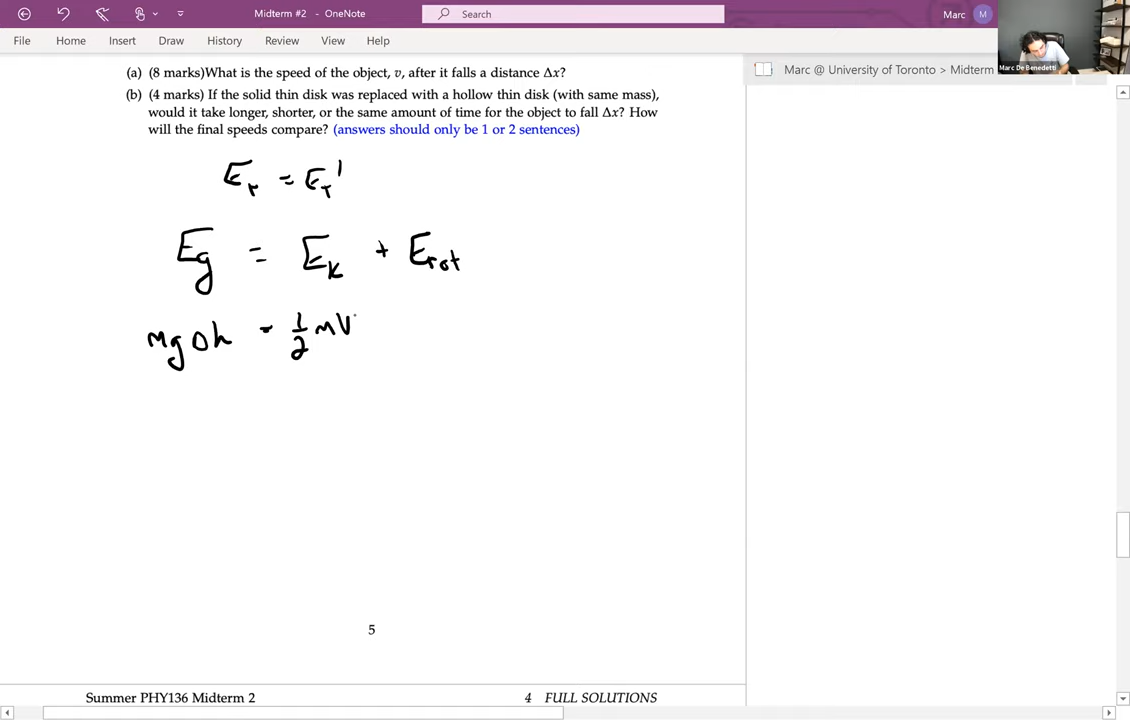 Midterm #2 - OneNote
Search
Marc M
File Home Insert Draw History Review View Help
Marc De Benedetti
Marc @ University of Toronto > Midterm
(a) (8 marks)What is the speed of the object, v, after it falls a distance Δx?
(b) (4 marks) If the solid thin disk was replaced with a hollow thin disk (with same mass),
would it take longer, shorter, or the same amount of time for the object to fall Δx? How
will the final speeds compare? (answers should only be 1 or 2 sentences)
E_T = E_T'
Eg = E_K + E_rot
mgΔh = 1/2 mV
5
Summer PHY136 Midterm 2 4 FULL SOLUTIONS